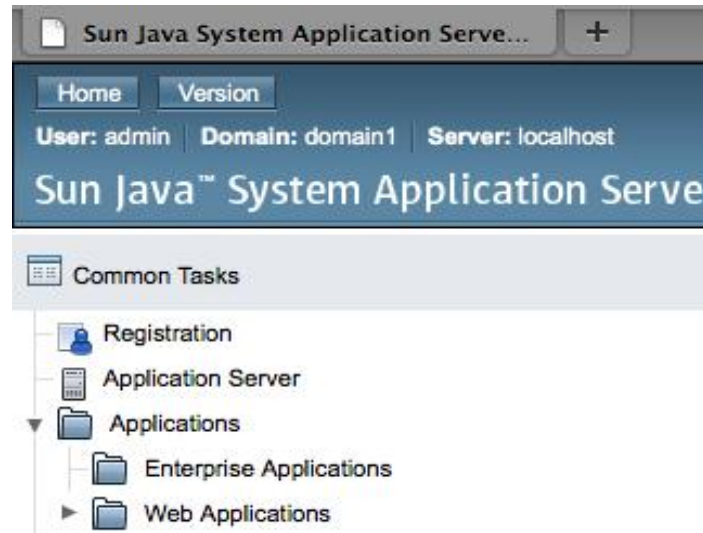 Sun Java System Application Serve...
+
Home Version
User: admin Domain: domain1 Server: localhost
Sun Java™ System Application Serve
Common Tasks
Registration
Application Server
Applications
Enterprise Applications
Web Applications